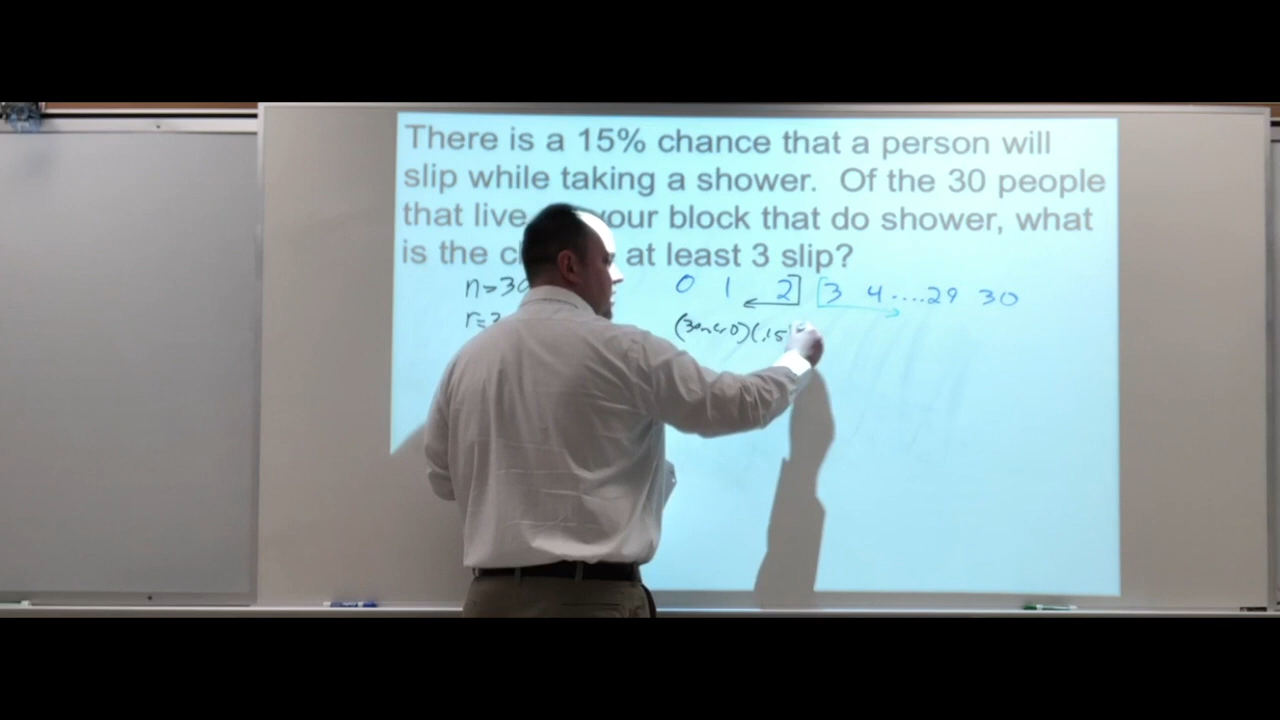 There is a 15% chance that a person will
slip while taking a shower. Of the 30 people
that live your block that do shower, what
is the at least 3 slip?
n=30 0 1 2] [3 4....29 30
r=3 (30ncr0)(.15)